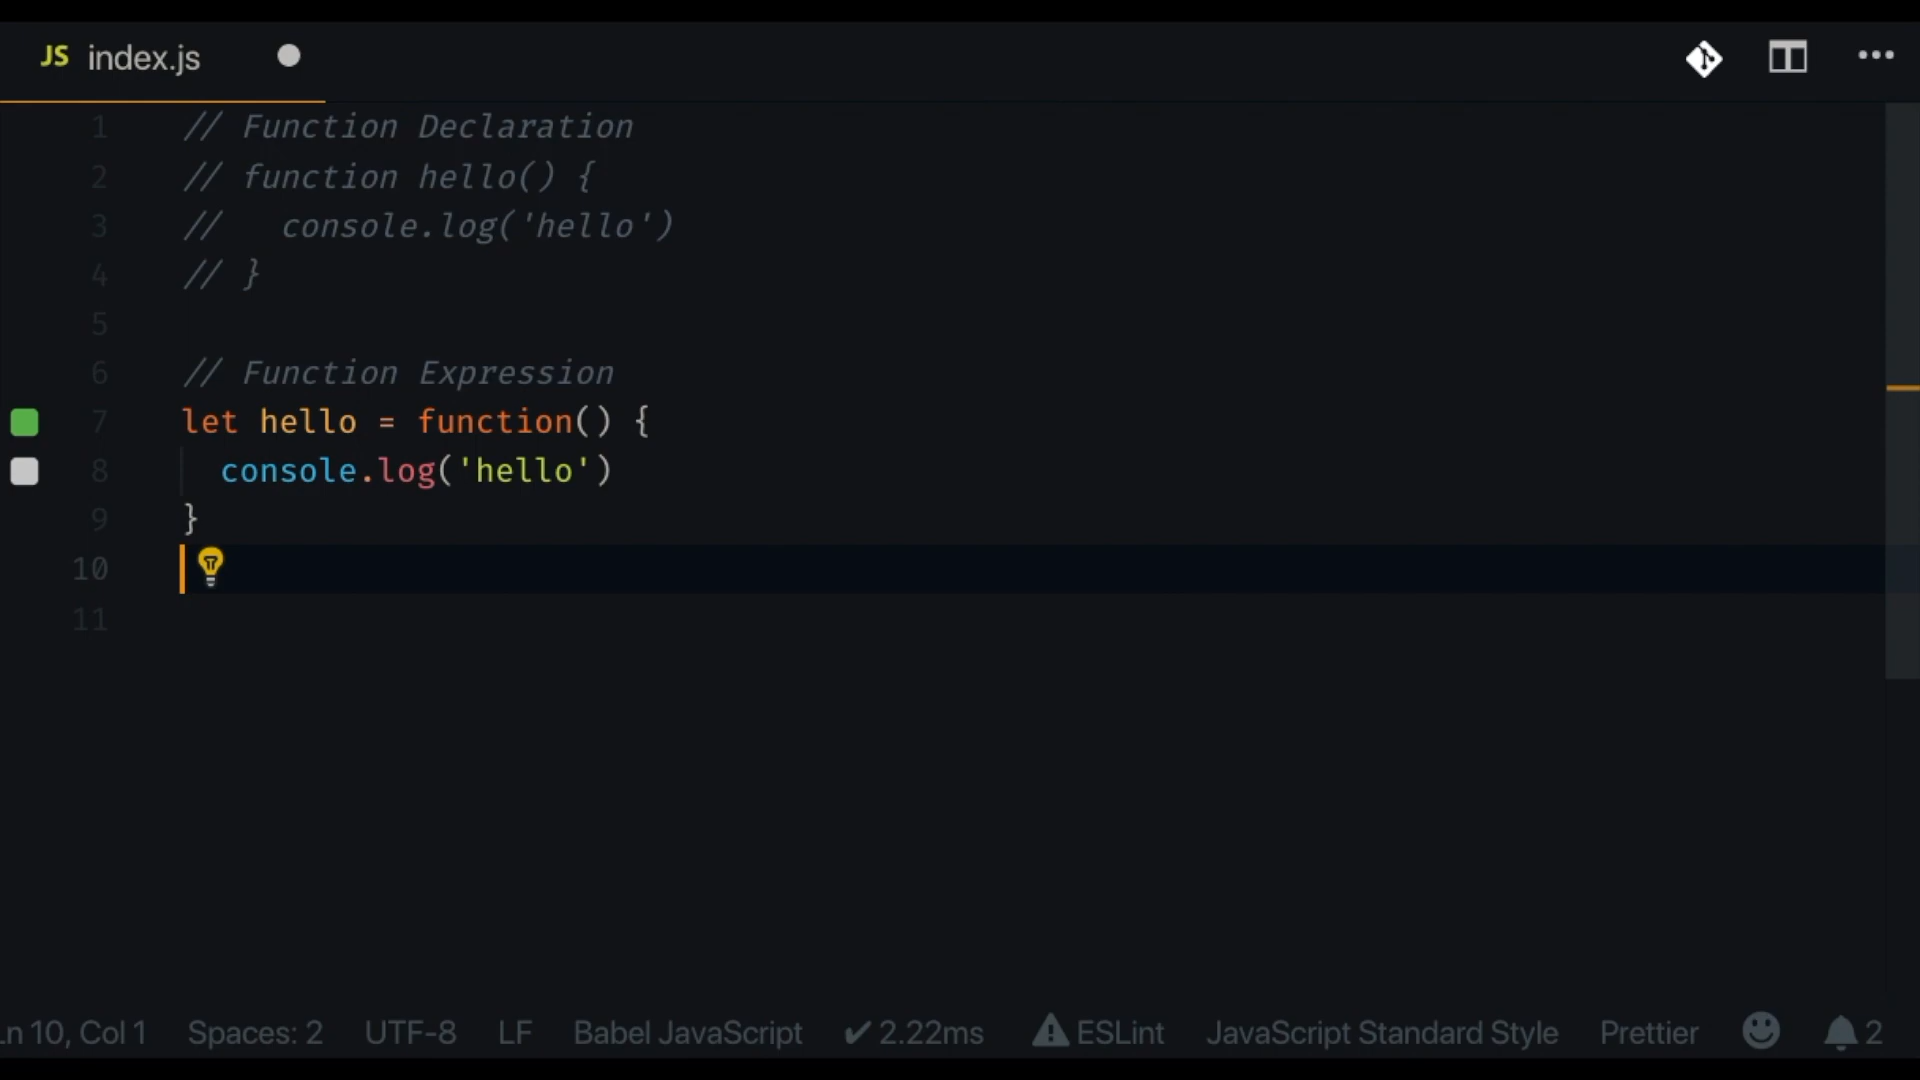 JS index.js
1 // Function Declaration
2 // function hello() {
3 //   console.log('hello')
4 // }
5
6 // Function Expression
7 let hello = function() {
8   console.log('hello')
9 }
10
11
Ln 10, Col 1 Spaces: 2 UTF-8 LF Babel JavaScript ✔ 2.22ms ESLint JavaScript Standard Style Prettier 2